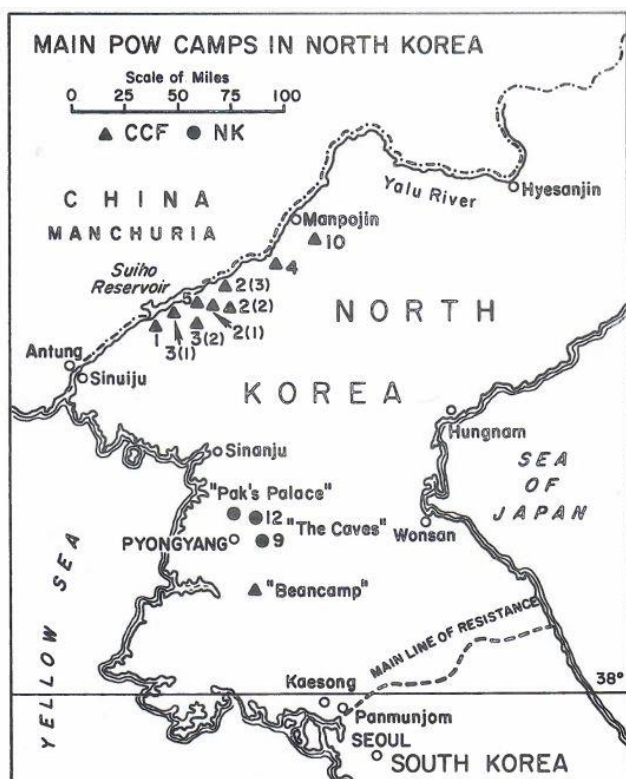 MAIN POW CAMPS IN NORTH KOREA
Scale of Miles
0 25 50 75 100
▲ CCF ● NK
CHINA
MANCHURIA
Yalu River
Hyesanjin
Manpojin
10
4
Suiho
Reservoir
2(3)
5
2(2)
2(1)
1
3(1)
3(2)
NORTH
KOREA
Antung
Sinuiju
Hungnam
Sinanju
SEA
OF
JAPAN
"Pak's Palace"
12
"The Caves"
PYONGYANG
9
Wonsan
"Beancamp"
YELLOW SEA
MAIN LINE OF RESISTANCE
38°
Kaesong
Panmunjom
SEOUL
SOUTH KOREA